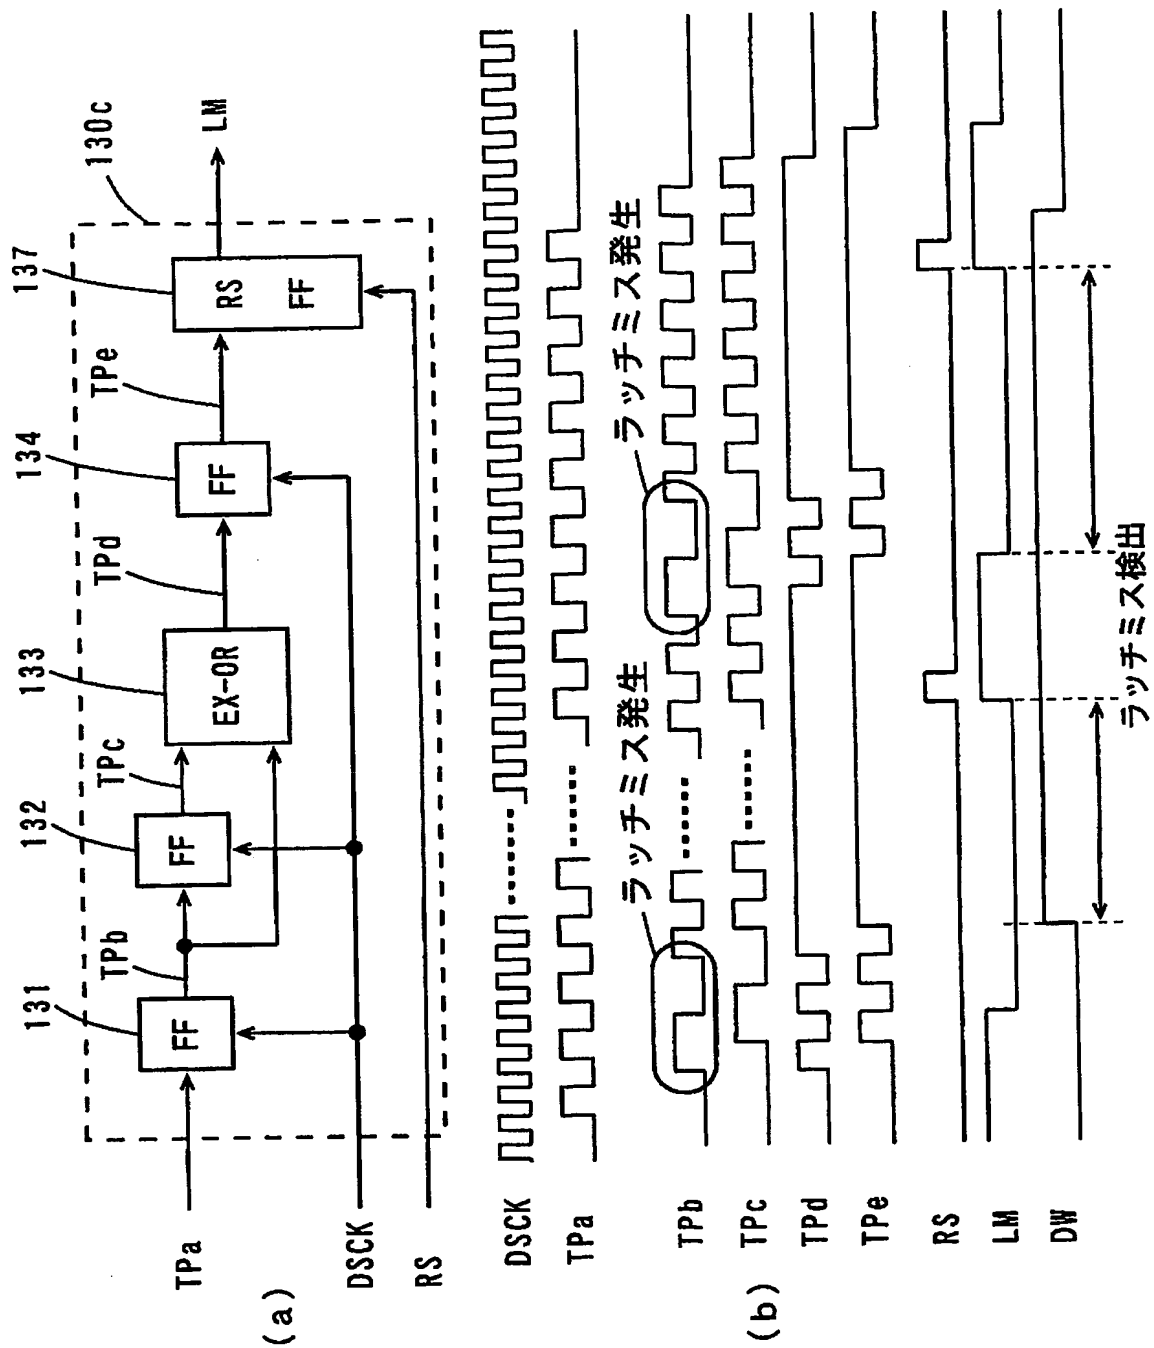 130c
131
132
133
134
137
TPb
TPc
TPd
TPe
FF
FF
EX-OR
FF
RS
FF
LM
TPa
DSCK
RS
(a)
DSCK
TPa
ラッチミス発生
ラッチミス発生
TPb
TPc
TPd
TPe
RS
LM
DW
ラッチミス検出
(b)